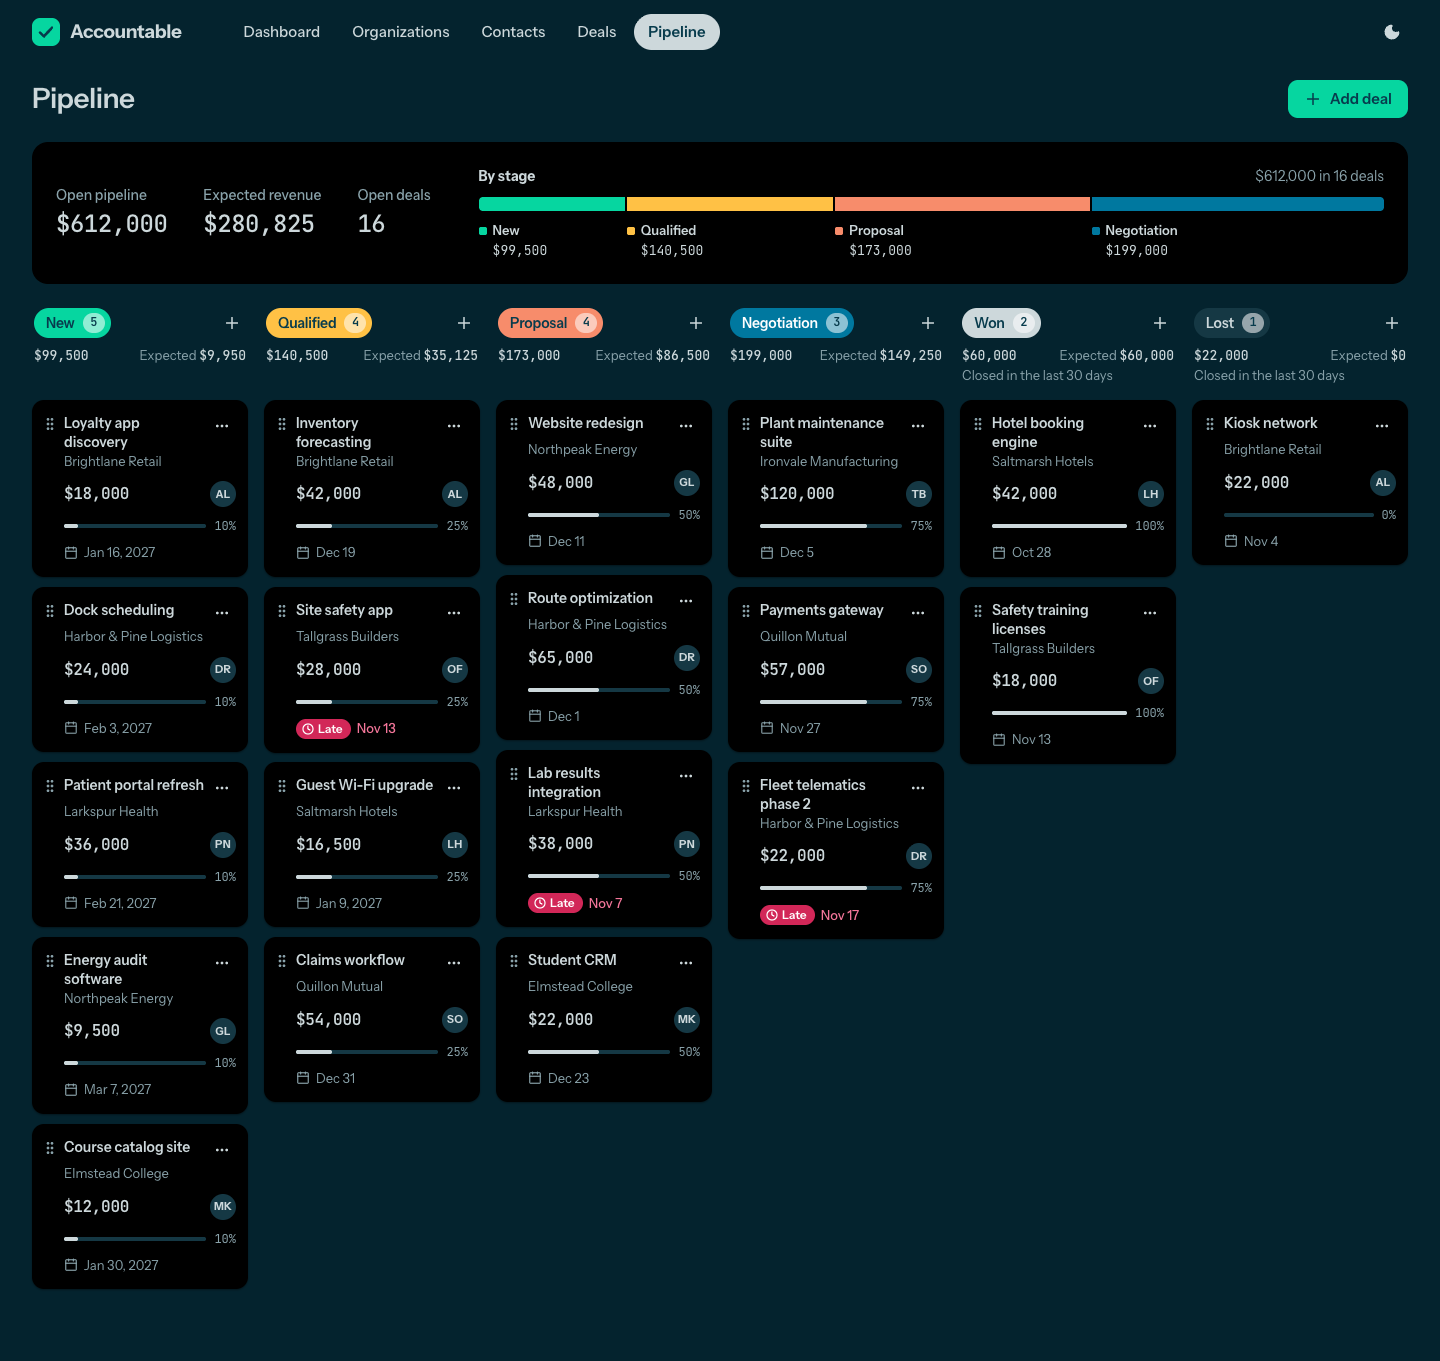 Accountable
Dashboard
Organizations
Contacts
Deals
Pipeline
Pipeline
Add deal
Open pipeline
$612,000
Expected revenue
$280,825
Open deals
16
By stage
$612,000 in 16 deals
New
$99,500
Qualified
$140,500
Proposal
$173,000
Negotiation
$199,000
New 5
$99,500
Expected $9,950
Loyalty app
discovery
Brightlane Retail
$18,000
AL
10%
Jan 16, 2027
Dock scheduling
Harbor & Pine Logistics
$24,000
DR
10%
Feb 3, 2027
Patient portal refresh
Larkspur Health
$36,000
PN
10%
Feb 21, 2027
Energy audit
software
Northpeak Energy
$9,500
GL
10%
Mar 7, 2027
Course catalog site
Elmstead College
$12,000
MK
10%
Jan 30, 2027
Qualified 4
$140,500
Expected $35,125
Inventory
forecasting
Brightlane Retail
$42,000
AL
25%
Dec 19
Site safety app
Tallgrass Builders
$28,000
OF
25%
Late Nov 13
Guest Wi-Fi upgrade
Saltmarsh Hotels
$16,500
LH
25%
Jan 9, 2027
Claims workflow
Quillon Mutual
$54,000
SO
25%
Dec 31
Proposal 4
$173,000
Expected $86,500
Website redesign
Northpeak Energy
$48,000
GL
50%
Dec 11
Route optimization
Harbor & Pine Logistics
$65,000
DR
50%
Dec 1
Lab results
integration
Larkspur Health
$38,000
PN
50%
Late Nov 7
Student CRM
Elmstead College
$22,000
MK
50%
Dec 23
Negotiation 3
$199,000
Expected $149,250
Plant maintenance
suite
Ironvale Manufacturing
$120,000
TB
75%
Dec 5
Payments gateway
Quillon Mutual
$57,000
SO
75%
Nov 27
Fleet telematics
phase 2
Harbor & Pine Logistics
$22,000
DR
75%
Late Nov 17
Won 2
$60,000
Expected $60,000
Closed in the last 30 days
Hotel booking
engine
Saltmarsh Hotels
$42,000
LH
100%
Oct 28
Safety training
licenses
Tallgrass Builders
$18,000
OF
100%
Nov 13
Lost 1
$22,000
Expected $0
Closed in the last 30 days
Kiosk network
Brightlane Retail
$22,000
AL
0%
Nov 4